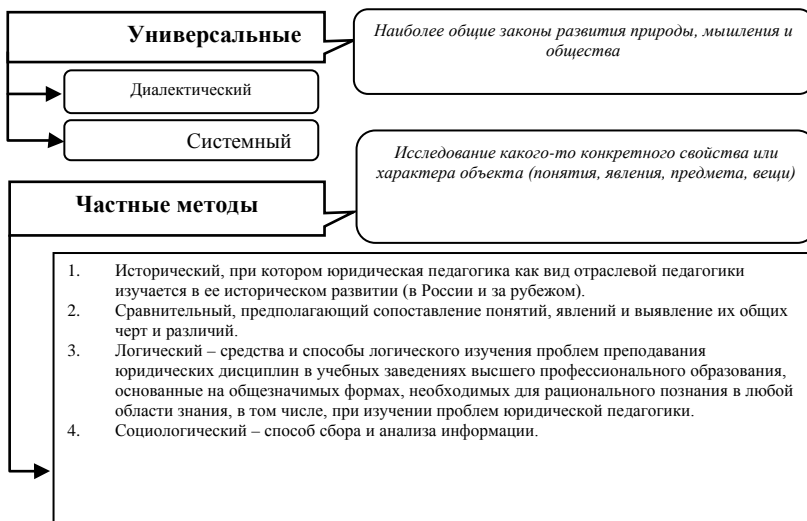 Универсальные
Наиболее общие законы развития природы, мышления и
общества
Диалектический
Системный
Исследование какого-то конкретного свойства или
характера объекта (понятия, явления, предмета, вещи)
Частные методы
1. Исторический, при котором юридическая педагогика как вид отраслевой педагогики
изучается в ее историческом развитии (в России и за рубежом).
2. Сравнительный, предполагающий сопоставление понятий, явлений и выявление их общих
черт и различий.
3. Логический – средства и способы логического изучения проблем преподавания
юридических дисциплин в учебных заведениях высшего профессионального образования,
основанные на общезначимых формах, необходимых для рационального познания в любой
области знания, в том числе, при изучении проблем юридической педагогики.
4. Социологический – способ сбора и анализа информации.